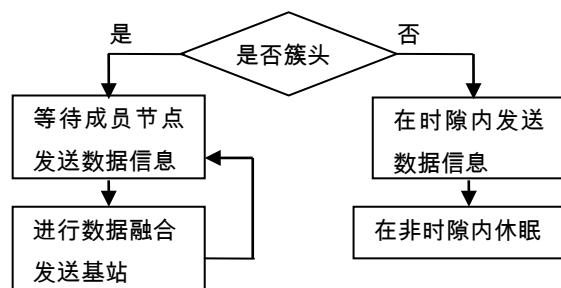 是
否
是否簇头
等待成员节点
发送数据信息
在时隙内发送
数据信息
进行数据融合
发送基站
在非时隙内休眠